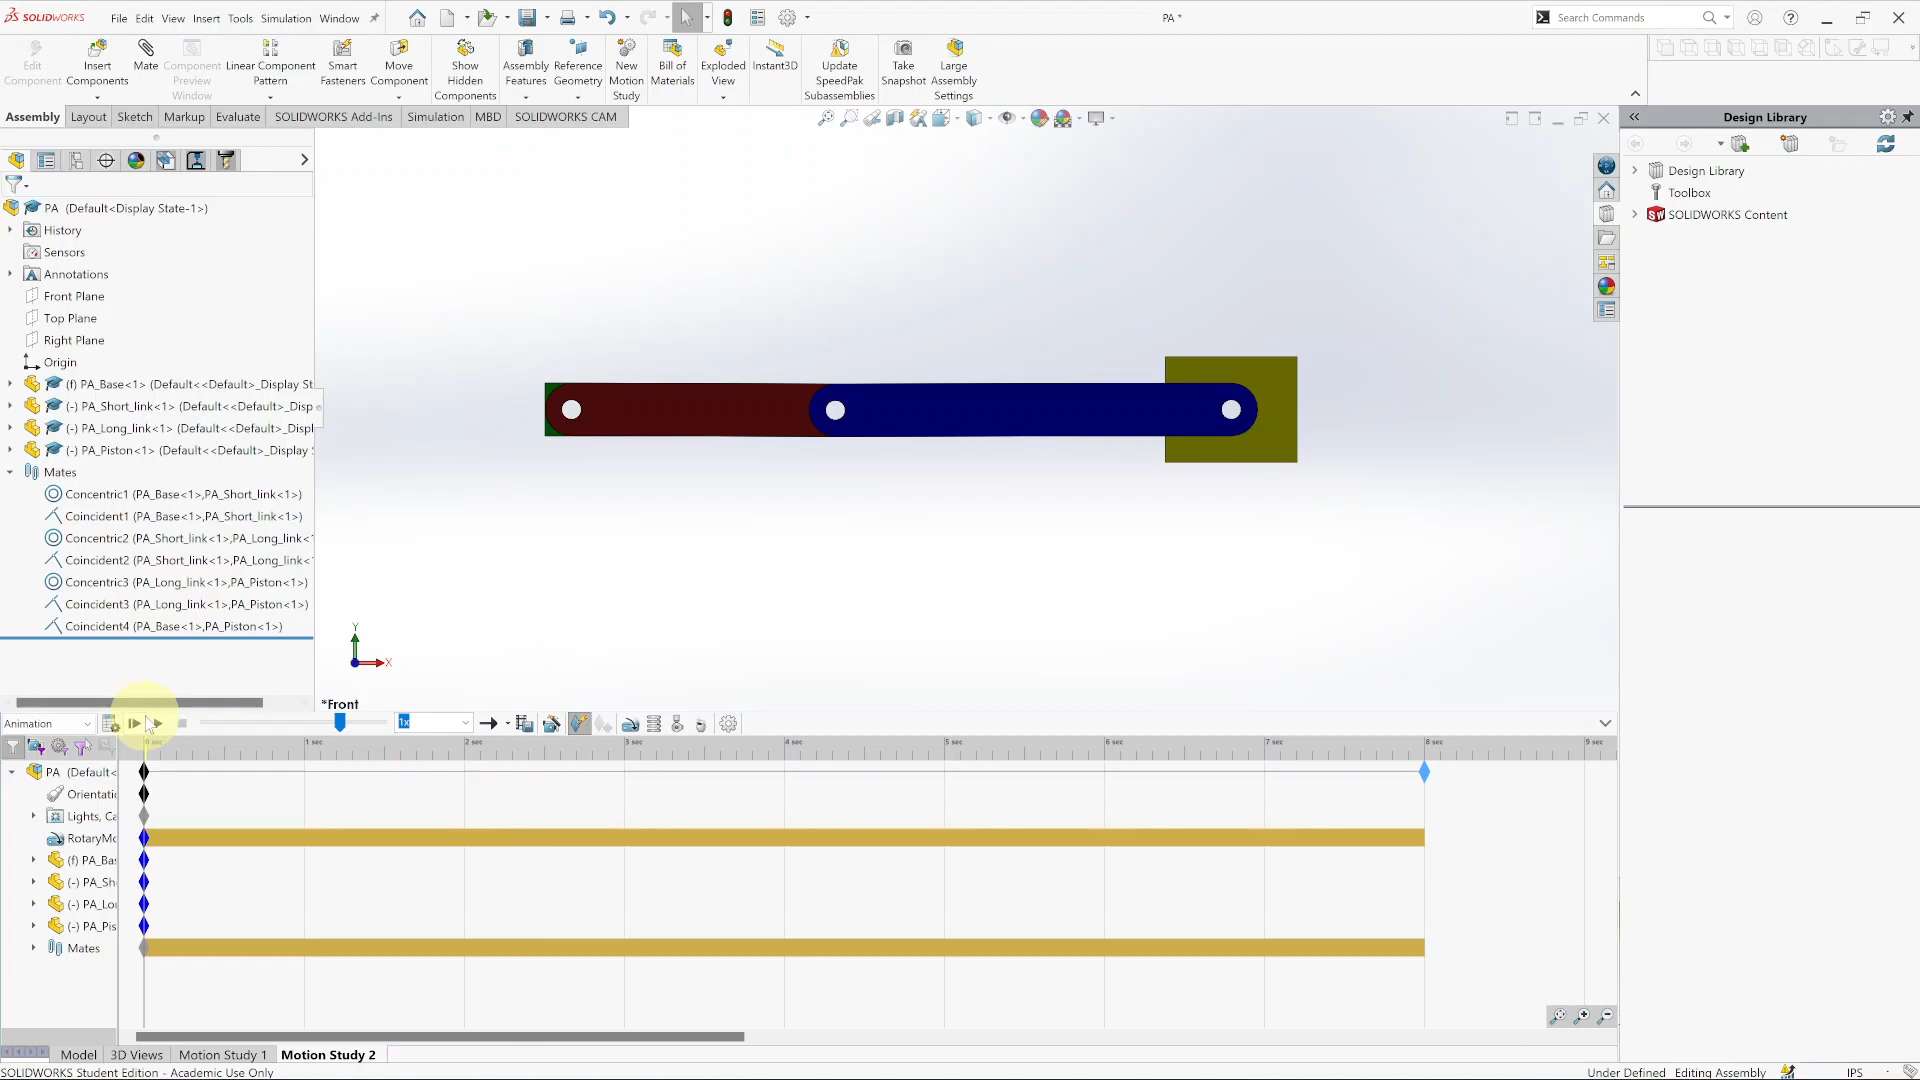 SOLIDWORKS File Edit View Insert Tools Simulation Window PA * Search Commands
Edit Component
Insert Components
Mate
Component Preview Window
Linear Component Pattern
Smart Fasteners
Move Component
Show Hidden Components
Assembly Features
Reference Geometry
New Motion Study
Bill of Materials
Exploded View
Instant3D
Update SpeedPak Subassemblies
Take Snapshot
Large Assembly Settings
Assembly Layout Sketch Markup Evaluate SOLIDWORKS Add-Ins Simulation MBD SOLIDWORKS CAM
Design Library
Design Library
Toolbox
SOLIDWORKS Content
PA (Default<Display State-1>)
History
Sensors
Annotations
Front Plane
Top Plane
Right Plane
Origin
(f) PA_Base<1> (Default<<Default>_Display St
(-) PA_Short_link<1> (Default<<Default>_Disp
(-) PA_Long_link<1> (Default<<Default>_Displ
(-) PA_Piston<1> (Default<<Default>_Display
Mates
Concentric1 (PA_Base<1>,PA_Short_link<1>)
Coincident1 (PA_Base<1>,PA_Short_link<1>)
Concentric2 (PA_Short_link<1>,PA_Long_link<
Coincident2 (PA_Short_link<1>,PA_Long_link<
Concentric3 (PA_Long_link<1>,PA_Piston<1>)
Coincident3 (PA_Long_link<1>,PA_Piston<1>)
Coincident4 (PA_Base<1>,PA_Piston<1>)
Y
X
*Front
Animation 1x
0 sec 1 sec 2 sec 3 sec 4 sec 5 sec 6 sec 7 sec 8 sec 9 sec
PA (Default<
Orientati
Lights, Ca
RotaryMo
(f) PA_Bas
(-) PA_Sh
(-) PA_Lo
(-) PA_Pis
Mates
Model 3D Views Motion Study 1 Motion Study 2
SOLIDWORKS Student Edition - Academic Use Only Under Defined Editing Assembly IPS